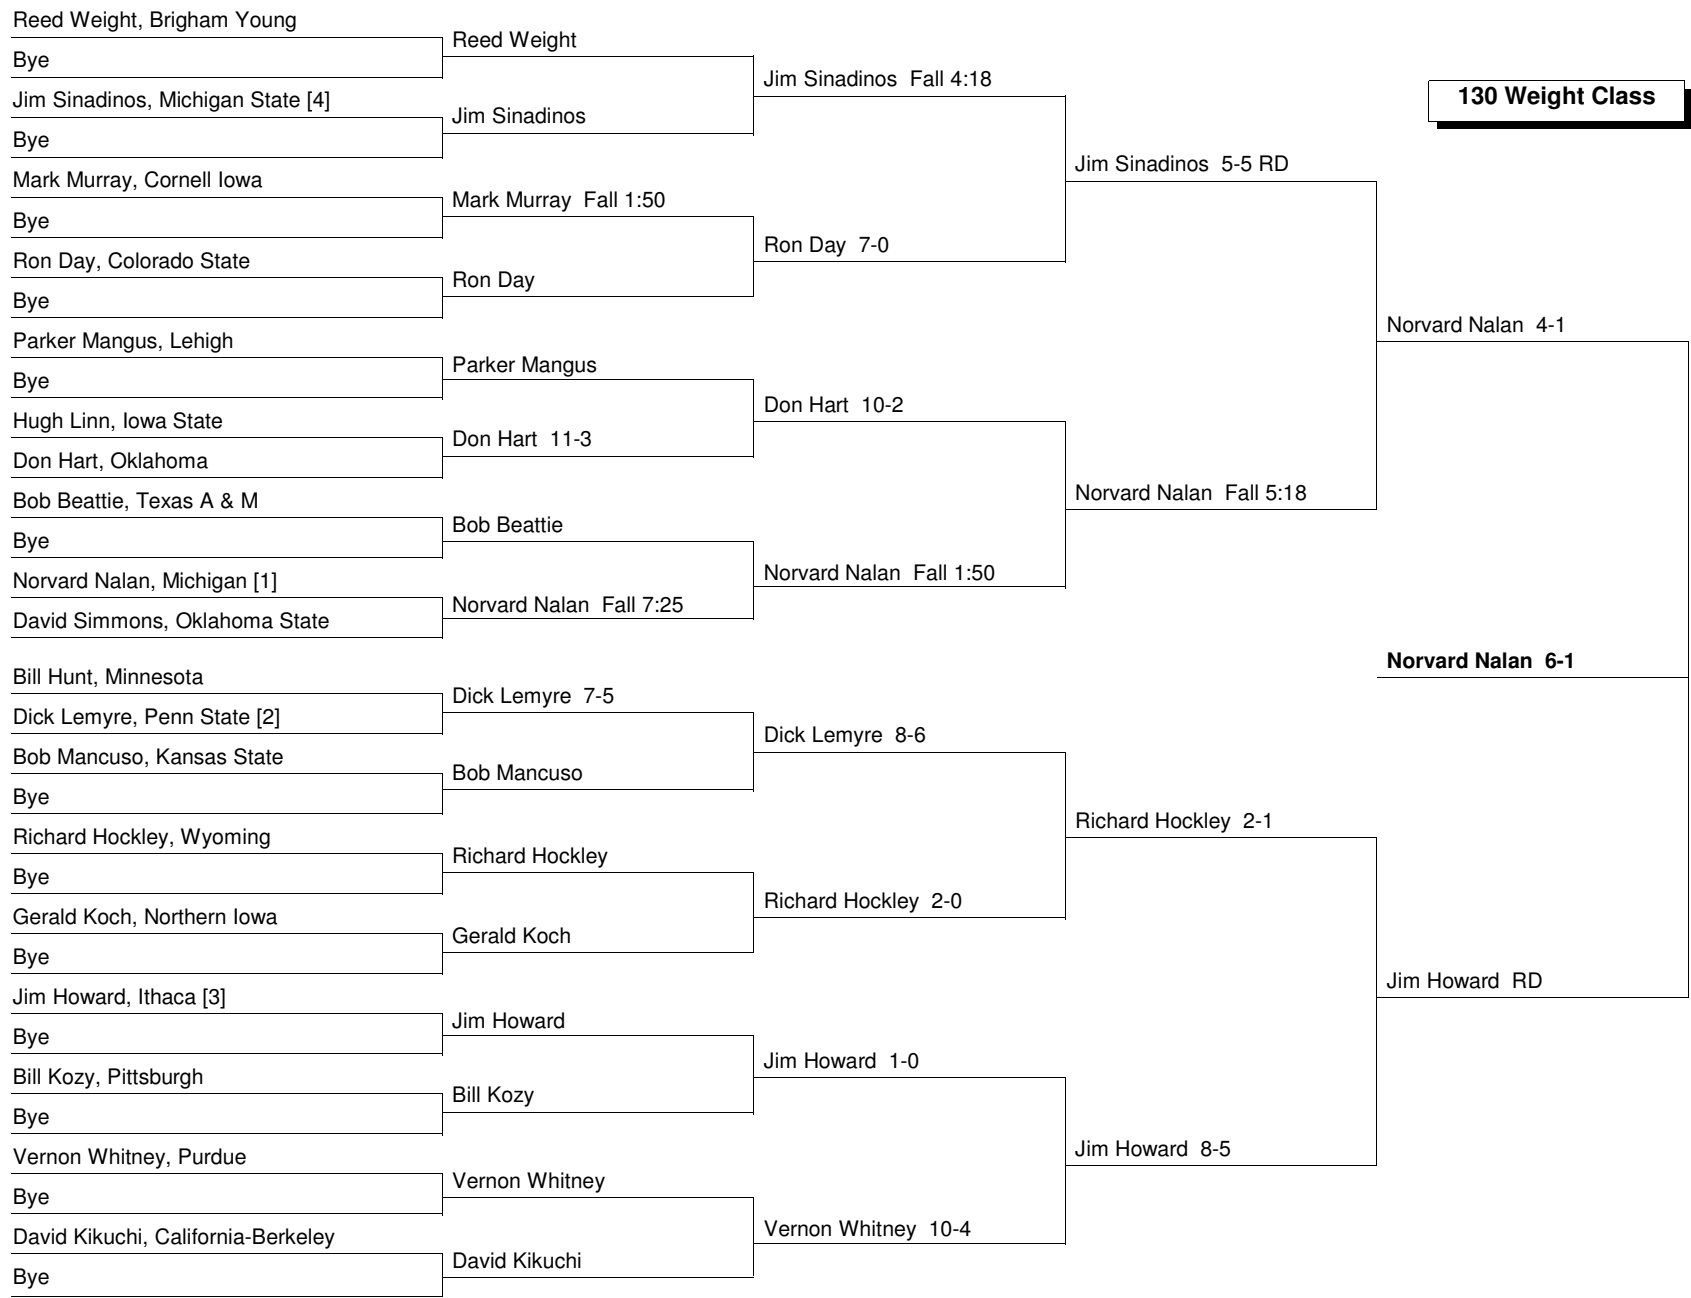 130 Weight Class
Reed Weight, Brigham Young
Bye
Jim Sinadinos, Michigan State [4]
Bye
Mark Murray, Cornell Iowa
Bye
Ron Day, Colorado State
Bye
Parker Mangus, Lehigh
Bye
Hugh Linn, Iowa State
Don Hart, Oklahoma
Bob Beattie, Texas A & M
Bye
Norvard Nalan, Michigan [1]
David Simmons, Oklahoma State
Bill Hunt, Minnesota
Dick Lemyre, Penn State [2]
Bob Mancuso, Kansas State
Bye
Richard Hockley, Wyoming
Bye
Gerald Koch, Northern Iowa
Bye
Jim Howard, Ithaca [3]
Bye
Bill Kozy, Pittsburgh
Bye
Vernon Whitney, Purdue
Bye
David Kikuchi, California-Berkeley
Bye
Reed Weight
Jim Sinadinos
Mark Murray  Fall 1:50
Ron Day
Parker Mangus
Don Hart  11-3
Bob Beattie
Norvard Nalan  Fall 7:25
Dick Lemyre  7-5
Bob Mancuso
Richard Hockley
Gerald Koch
Jim Howard
Bill Kozy
Vernon Whitney
David Kikuchi
Jim Sinadinos  Fall 4:18
Ron Day  7-0
Don Hart  10-2
Norvard Nalan  Fall 1:50
Dick Lemyre  8-6
Richard Hockley  2-0
Jim Howard  1-0
Vernon Whitney  10-4
Jim Sinadinos  5-5 RD
Norvard Nalan  Fall 5:18
Richard Hockley  2-1
Jim Howard  8-5
Norvard Nalan  4-1
Jim Howard  RD
Norvard Nalan  6-1